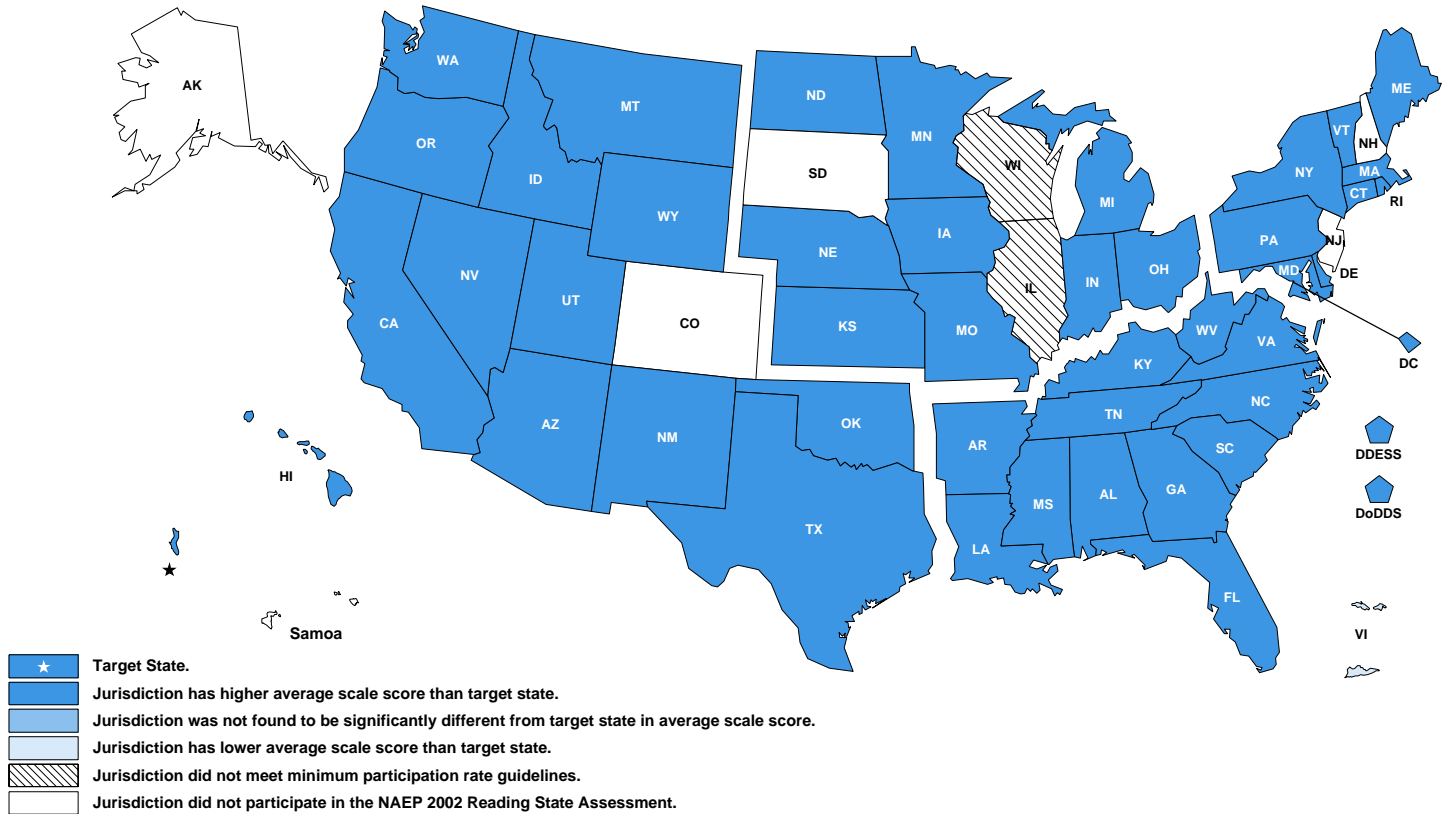 WA
AK
MT
ND
ME
MN
VT
OR
NH
ID
SD
WI
NY
MA
CT
WY
MI
RI
IA
PA
NJ
NE
NV
OH
MD
DE
IN
UT
IL
CA
CO
KS
MO
WV
VA
KY
DC
NC
TN
AZ
OK
NM
AR
SC
DDESS
HI
GA
AL
MS
DoDDS
TX
LA
FL
Samoa
VI
Target State.
Jurisdiction has higher average scale score than target state.
Jurisdiction was not found to be significantly different from target state in average scale score.
Jurisdiction has lower average scale score than target state.
Jurisdiction did not meet minimum participation rate guidelines.
Jurisdiction did not participate in the NAEP 2002 Reading State Assessment.